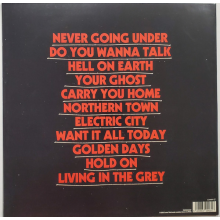 NEVER GOING UNDER
DO YOU WANNA TALK
HELL ON EARTH
YOUR GHOST
CARRY YOU HOME
NORTHERN TOWN
ELECTRIC CITY
WANT IT ALL TODAY
GOLDEN DAYS
HOLD ON
LIVING IN THE GREY